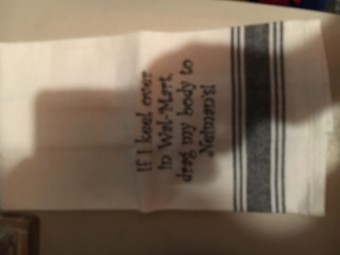 If I keel over
in Wal-Mart,
drag my body to
Neiman's!